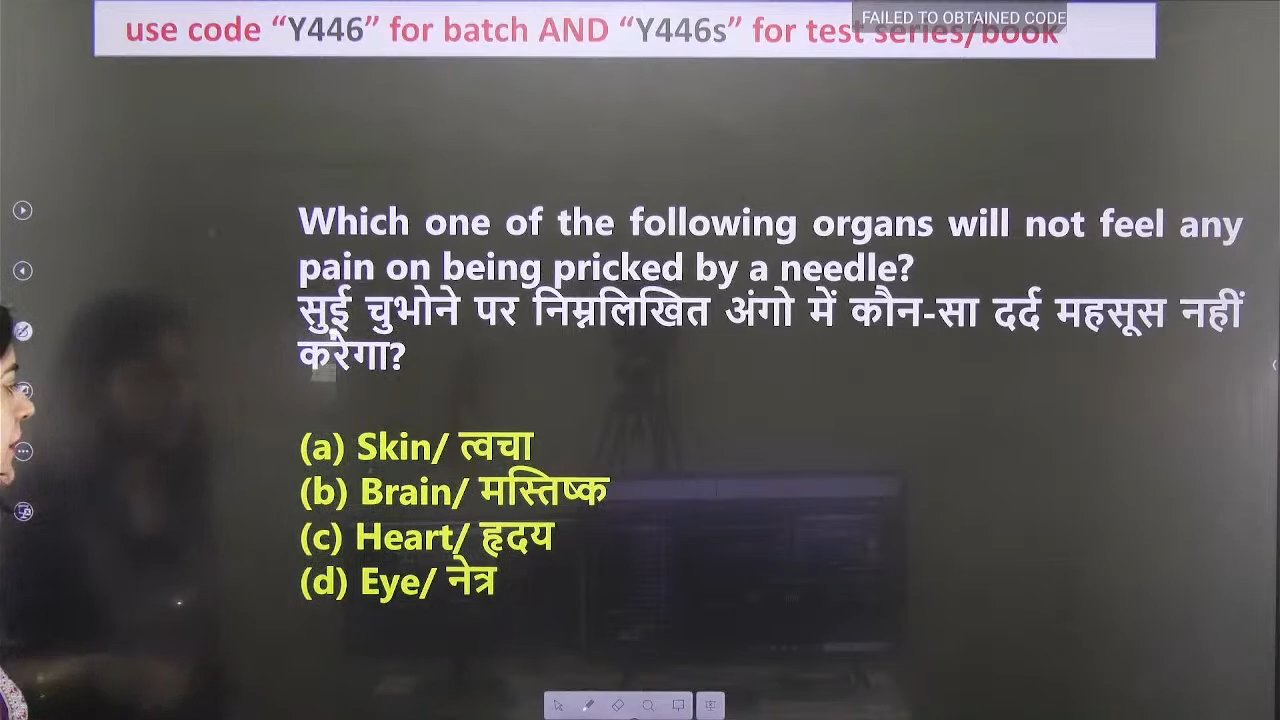 FAILED TO OBTAINED CODE
use code “Y446” for batch AND “Y446s” for test series/book
Which one of the following organs will not feel any
pain on being pricked by a needle?
सुई चुभोने पर निम्नलिखित अंगो में कौन-सा दर्द महसूस नहीं
करेगा?
(a) Skin/ त्वचा
(b) Brain/ मस्तिष्क
(c) Heart/ हृदय
(d) Eye/ नेत्र